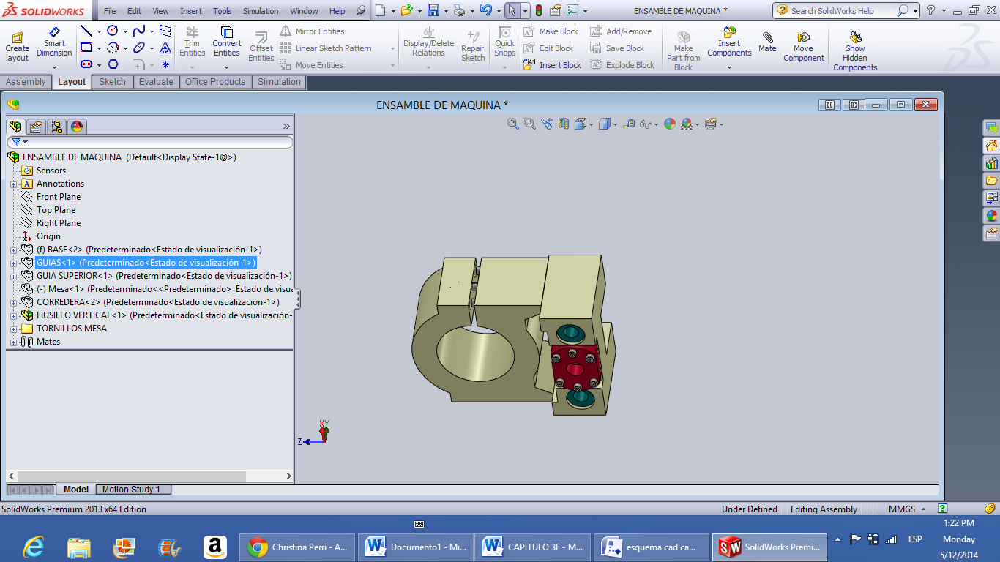 SOLIDWORKS File Edit View Insert Tools Simulation Window Help ENSAMBLE DE MAQUINA * Search SolidWorks Help
Create layout
Smart Dimension
Trim Entities
Convert Entities
Offset Entities
Mirror Entities
Linear Sketch Pattern
Move Entities
Display/Delete Relations
Repair Sketch
Quick Snaps
Make Block
Edit Block
Insert Block
Add/Remove
Save Block
Explode Block
Make Part from Block
Insert Components
Mate
Move Component
Show Hidden Components
Assembly Layout Sketch Evaluate Office Products Simulation
ENSAMBLE DE MAQUINA *
ENSAMBLE DE MAQUINA (Default<Display State-1@>)
Sensors
Annotations
Front Plane
Top Plane
Right Plane
Origin
(f) BASE<2> (Predeterminado<Estado de visualización-1>)
GUIAS<1> (Predeterminado<Estado de visualización-1>)
GUIA SUPERIOR<1> (Predeterminado<Estado de visualización-1>)
(-) Mesa<1> (Predeterminado<<Predeterminado>_Estado de visua
CORREDERA<2> (Predeterminado<Estado de visualización-1>)
HUSILLO VERTICAL<1> (Predeterminado<Estado de visualización-
TORNILLOS MESA
Mates
X Y
Z
Model Motion Study 1
SolidWorks Premium 2013 x64 Edition Under Defined Editing Assembly MMGS
Christina Perri - A... Documento1 - Mi... CAPITULO 3F - M... esquema cad ca... SolidWorks Premi... ESP
1:22 PM
Monday
5/12/2014